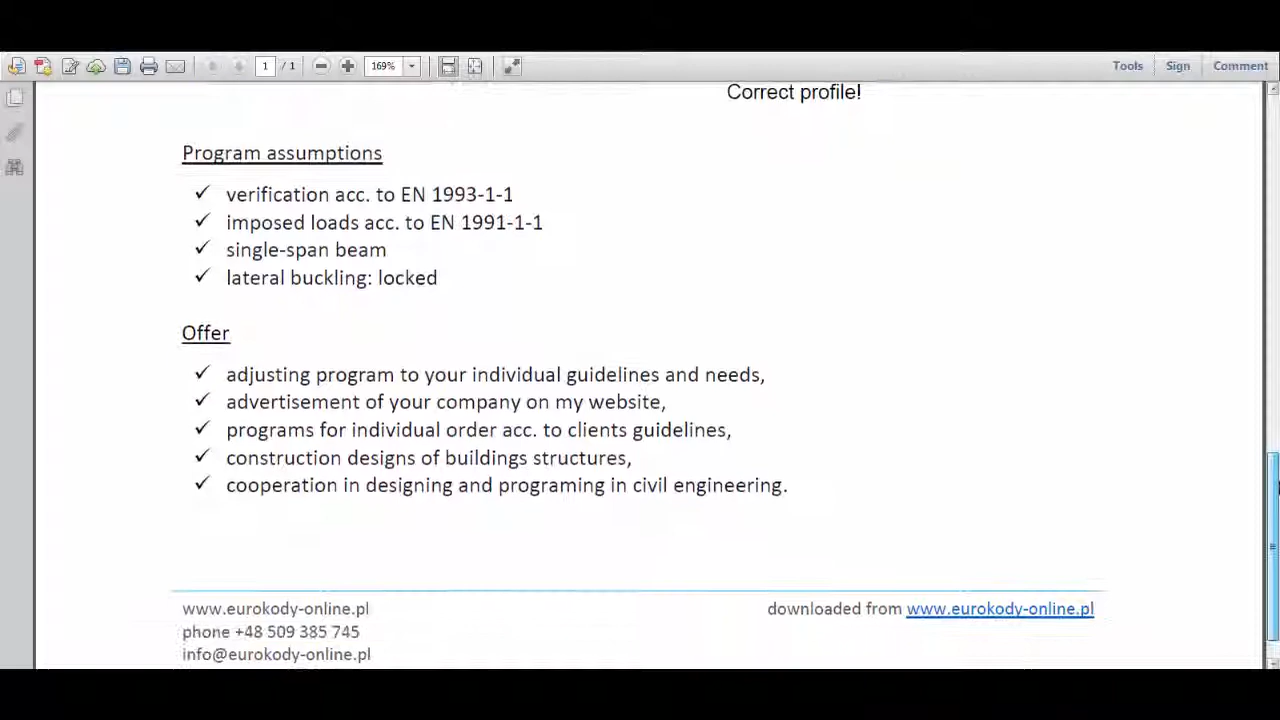 1 / 1
169%
Tools Sign Comment
Correct profile!
Program assumptions
✓ verification acc. to EN 1993-1-1
✓ imposed loads acc. to EN 1991-1-1
✓ single-span beam
✓ lateral buckling: locked
Offer
✓ adjusting program to your individual guidelines and needs,
✓ advertisement of your company on my website,
✓ programs for individual order acc. to clients guidelines,
✓ construction designs of buildings structures,
✓ cooperation in designing and programing in civil engineering.
www.eurokody-online.pl downloaded from www.eurokody-online.pl
phone +48 509 385 745
info@eurokody-online.pl